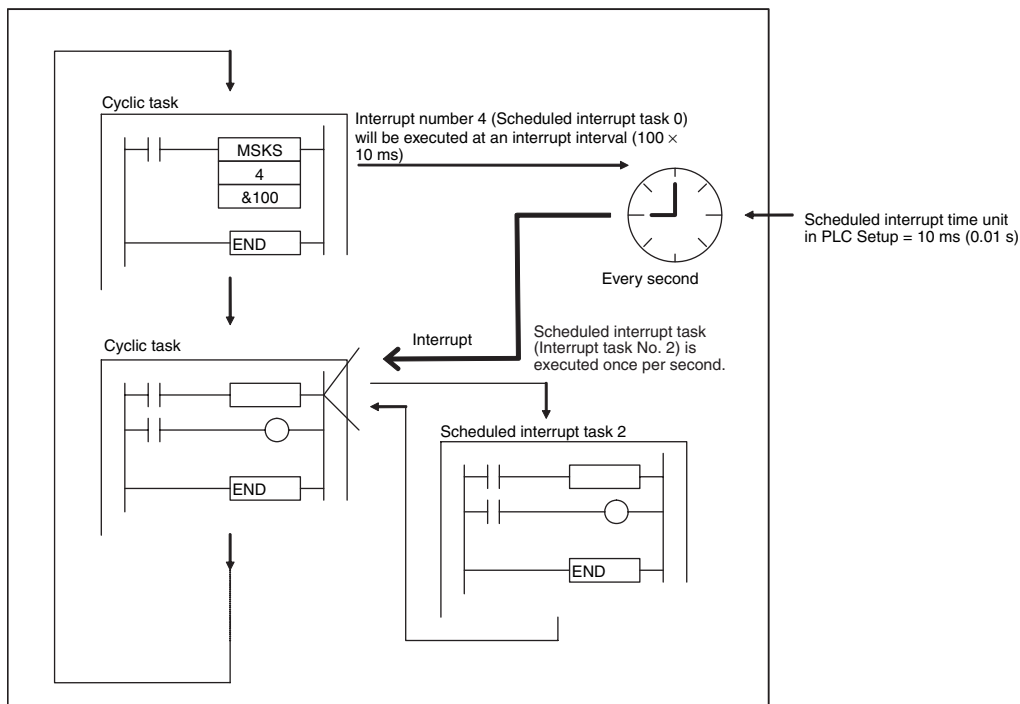 Cyclic task
MSKS
4
&100
END
Interrupt number 4 (Scheduled interrupt task 0)
will be executed at an interrupt interval (100 ×
10 ms)
Scheduled interrupt time unit
in PLC Setup = 10 ms (0.01 s)
Every second
Cyclic task
END
Interrupt
Scheduled interrupt task
(Interrupt task No. 2) is
executed once per second.
Scheduled interrupt task 2
END